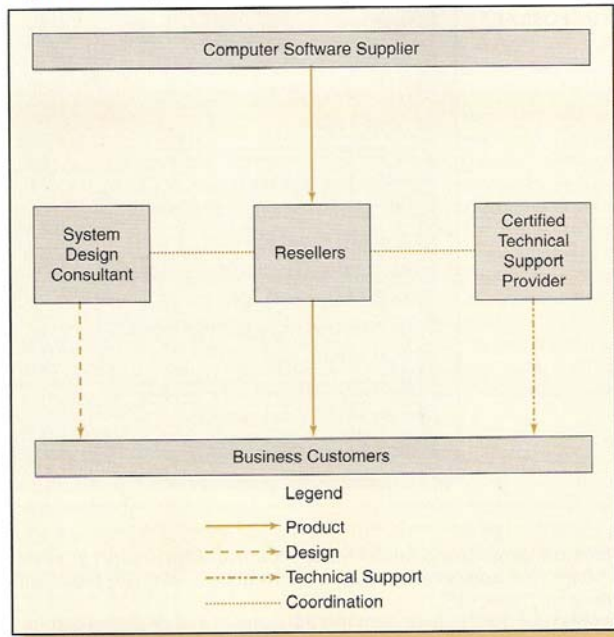 Computer Software Supplier
System
Design
Consultant
Resellers
Certified
Technical
Support
Provider
Business Customers
Legend
Product
Design
Technical Support
Coordination